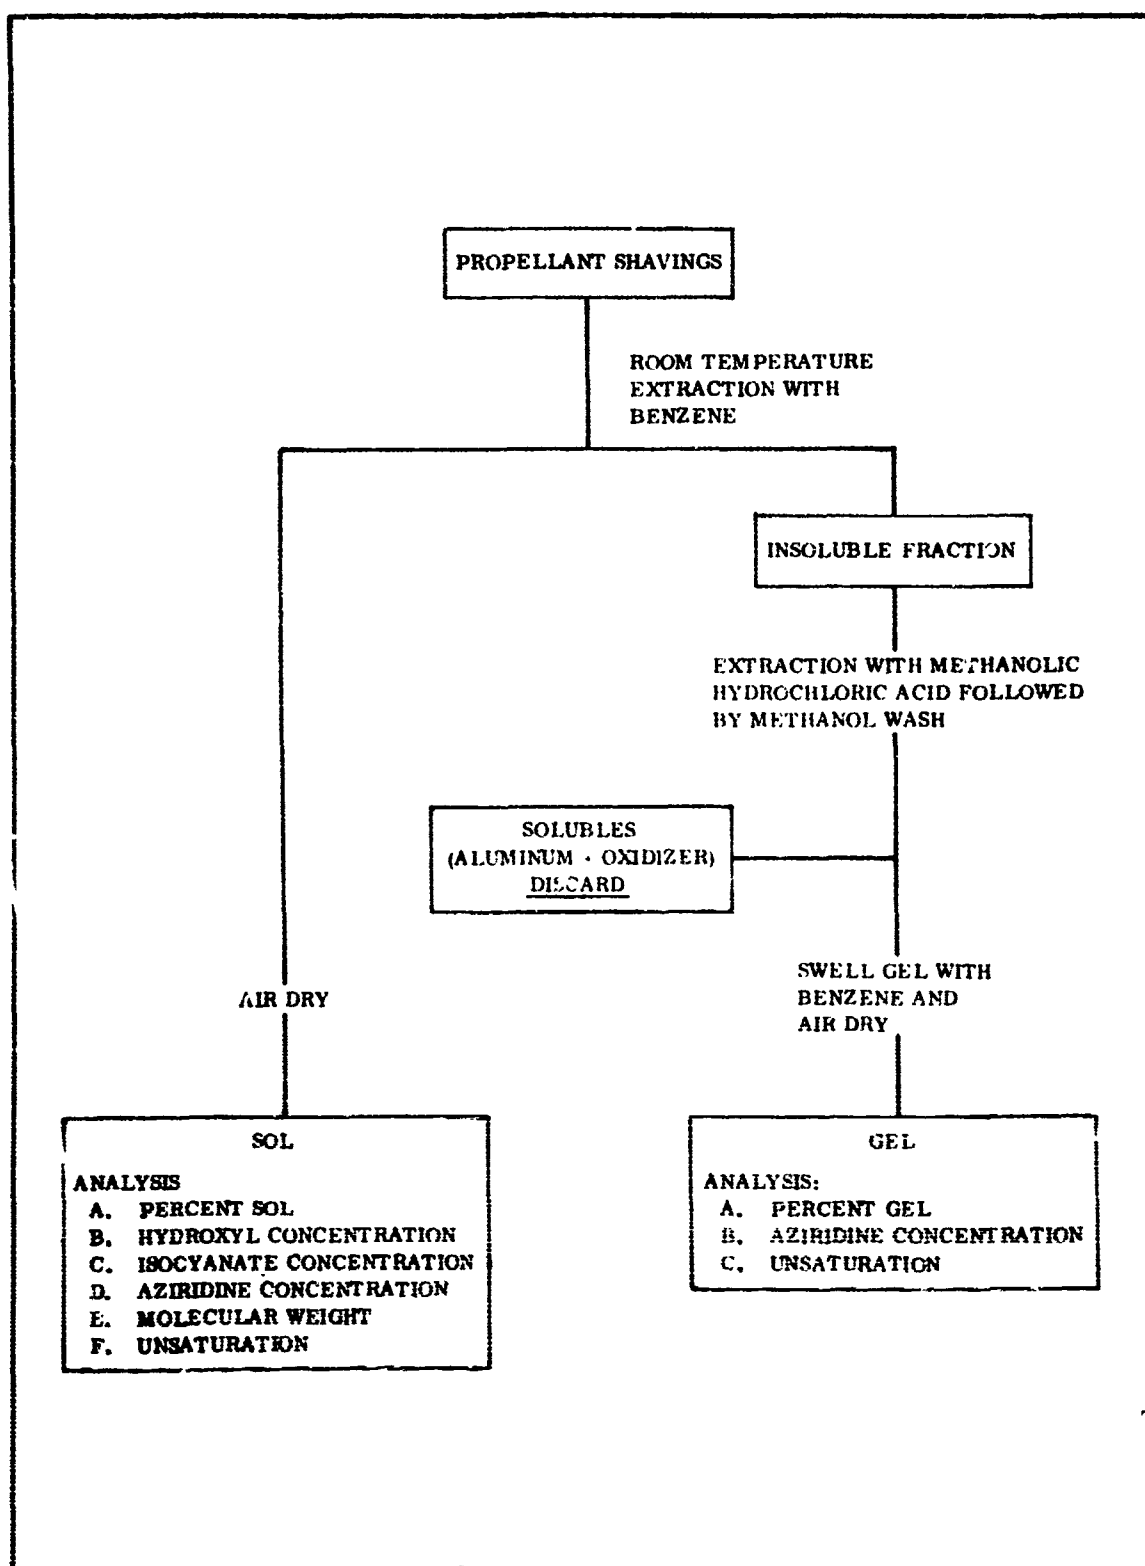 PROPELLANT SHAVINGS
ROOM TEMPERATURE
EXTRACTION WITH
BENZENE
INSOLUBLE FRACTION
EXTRACTION WITH METHANOLIC
HYDROCHLORIC ACID FOLLOWED
BY METHANOL WASH
SOLUBLES
(ALUMINUM · OXIDIZER)
DISCARD
SWELL GEL WITH
BENZENE AND
AIR DRY
AIR DRY
SOL
ANALYSIS
A. PERCENT SOL
B. HYDROXYL CONCENTRATION
C. ISOCYANATE CONCENTRATION
D. AZIRIDINE CONCENTRATION
E. MOLECULAR WEIGHT
F. UNSATURATION
GEL
ANALYSIS:
A. PERCENT GEL
B. AZIRIDINE CONCENTRATION
C. UNSATURATION